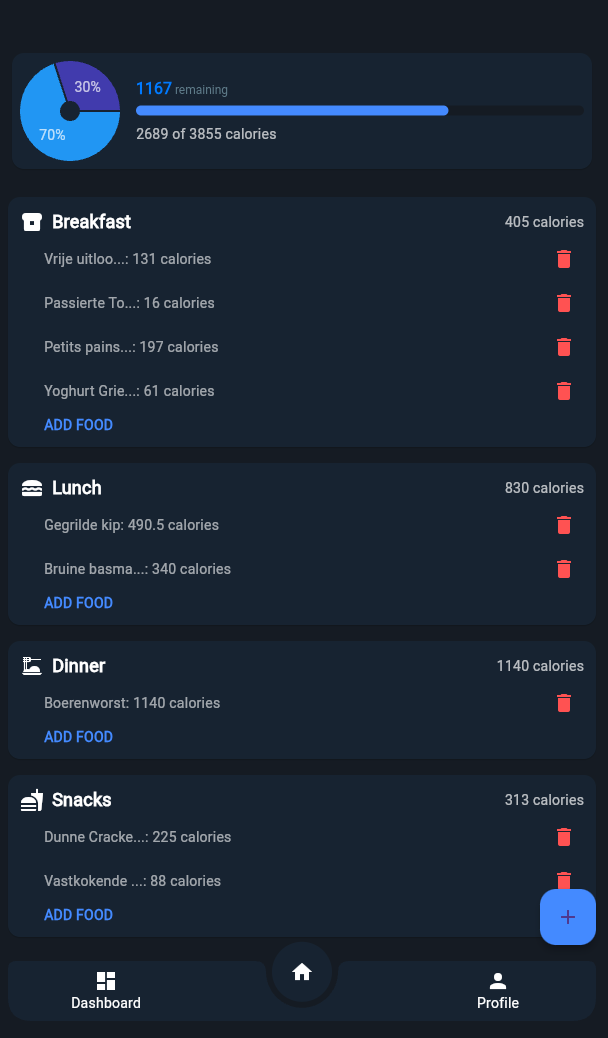 30%
70%
1167 remaining
2689 of 3855 calories
Breakfast 405 calories
Vrije uitloo...: 131 calories
Passierte To...: 16 calories
Petits pains...: 197 calories
Yoghurt Grie...: 61 calories
ADD FOOD
Lunch 830 calories
Gegrilde kip: 490.5 calories
Bruine basma...: 340 calories
ADD FOOD
Dinner 1140 calories
Boerenworst: 1140 calories
ADD FOOD
Snacks 313 calories
Dunne Cracke...: 225 calories
Vastkokende ...: 88 calories
ADD FOOD
Dashboard Profile